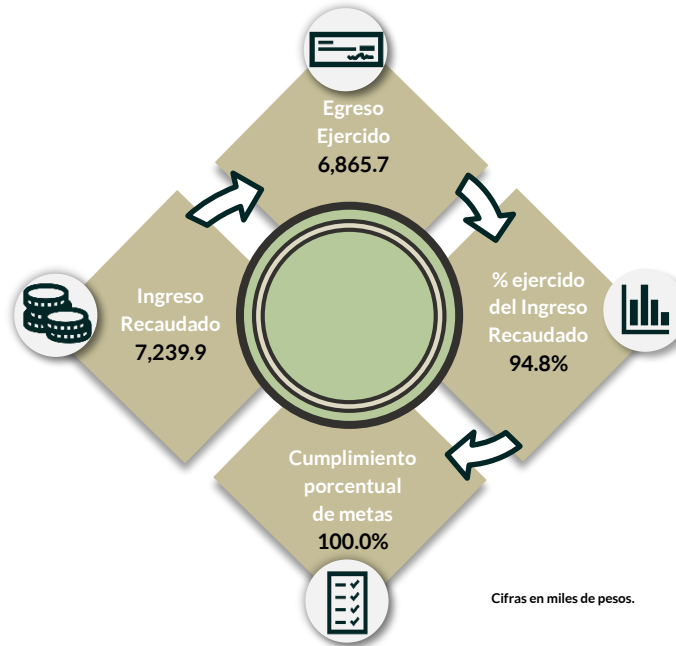 Egreso
Ejercido
6,865.7
Ingreso
Recaudado
7,239.9
% ejercido
del Ingreso
Recaudado
94.8%
Cumplimiento
porcentual
de metas
100.0%
Cifras en miles de pesos.